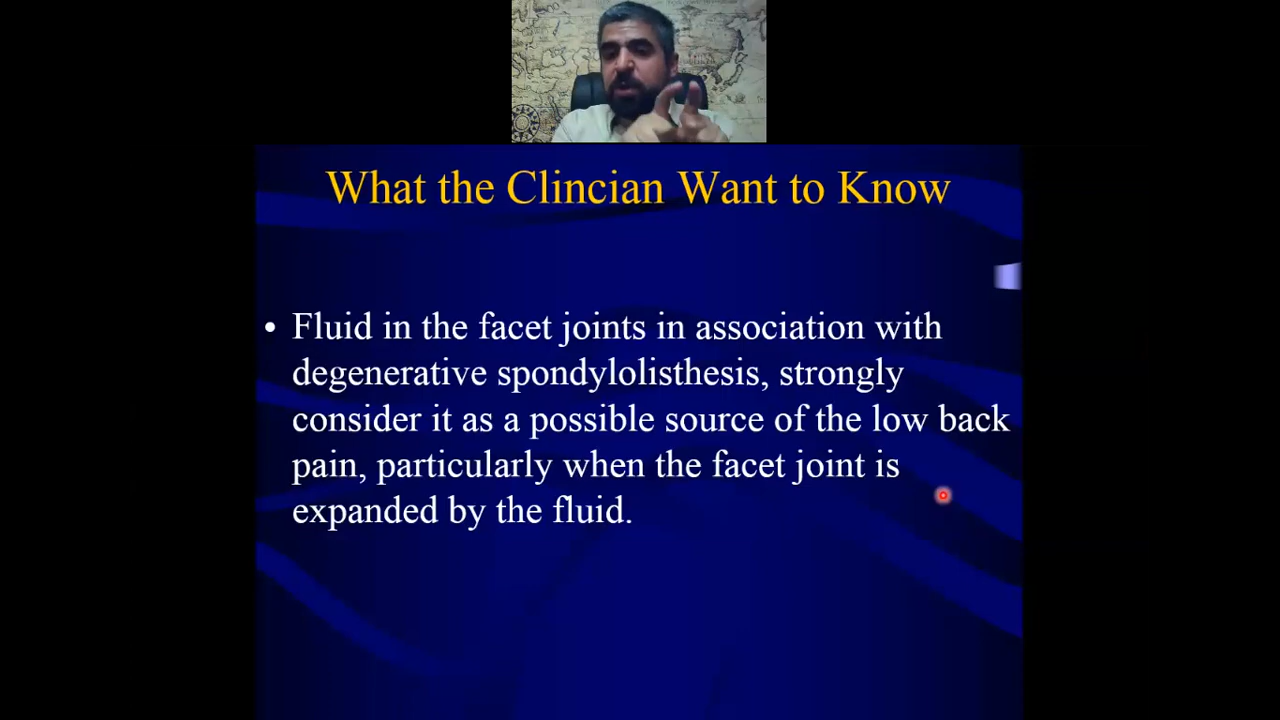 What the Clincian Want to Know
• Fluid in the facet joints in association with
degenerative spondylolisthesis, strongly
consider it as a possible source of the low back
pain, particularly when the facet joint is
expanded by the fluid.